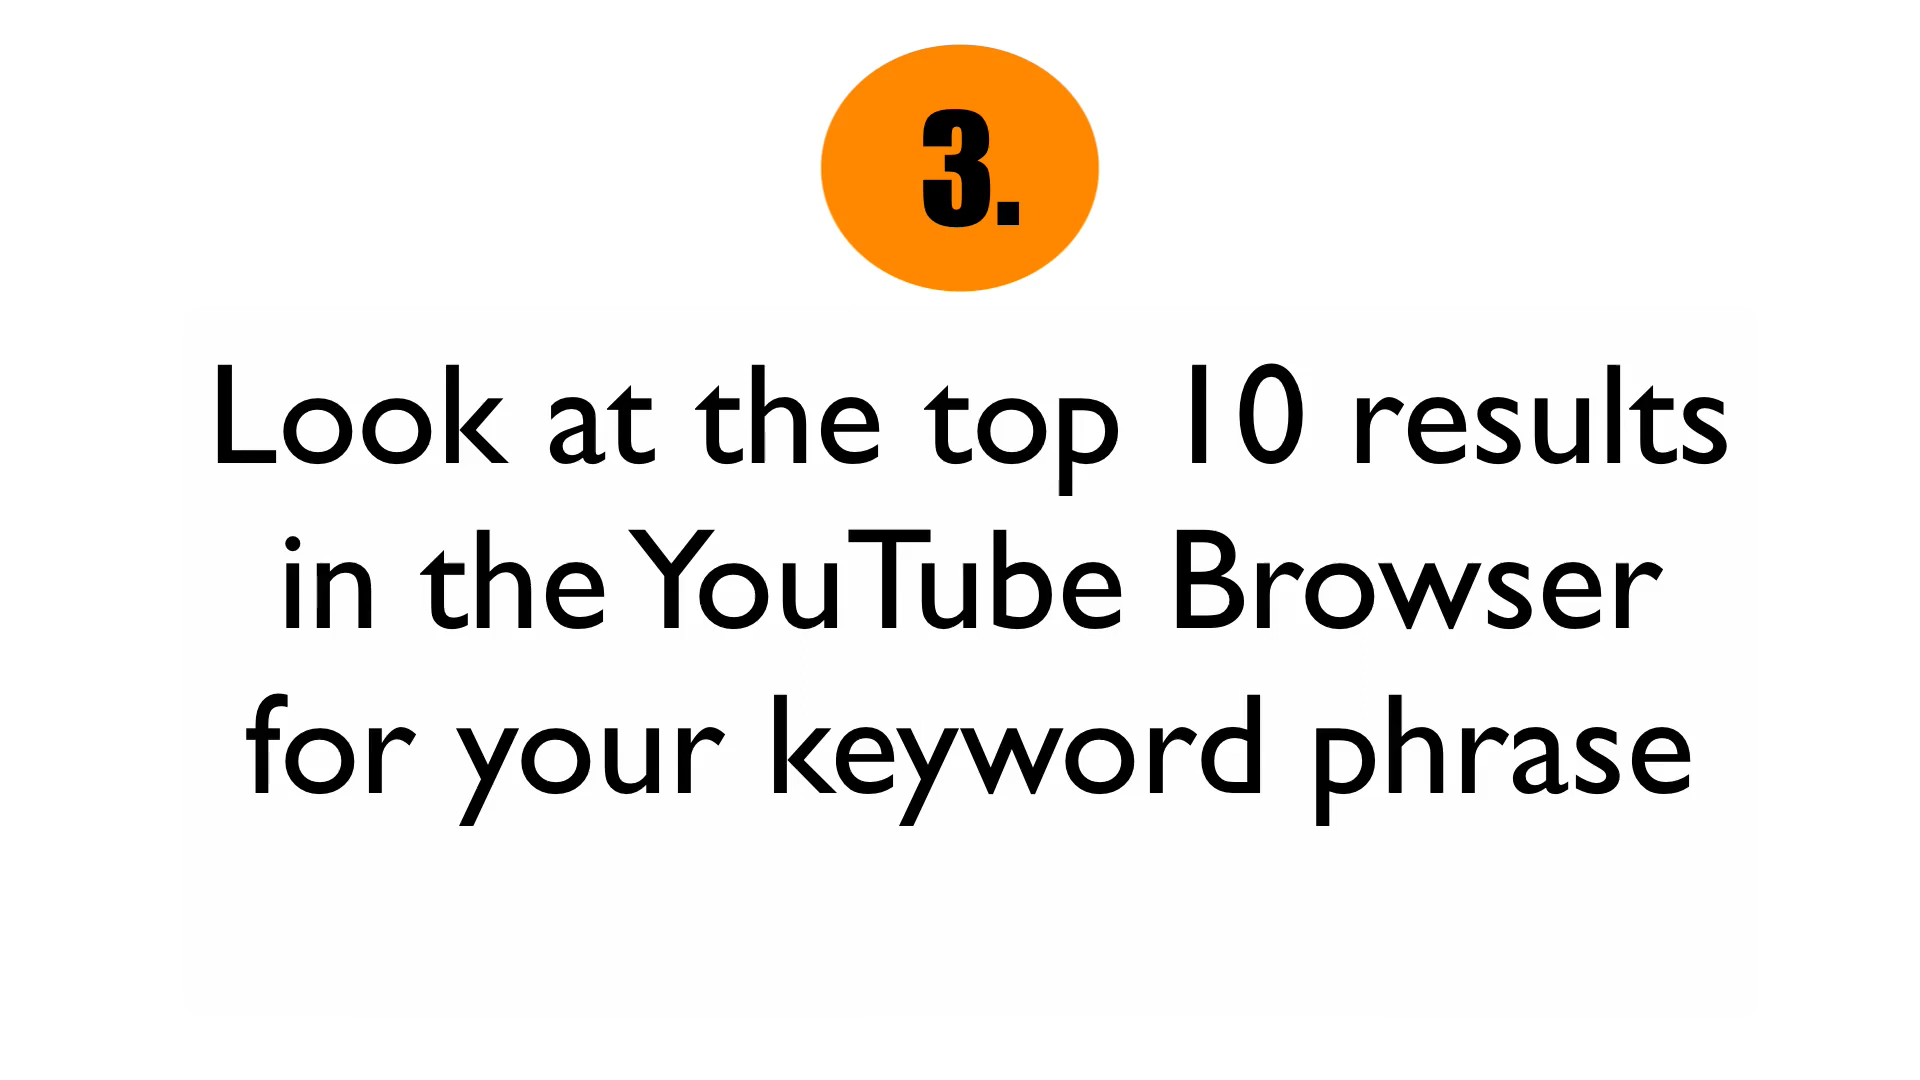 3.
Look at the top 10 results
in the YouTube Browser
for your keyword phrase